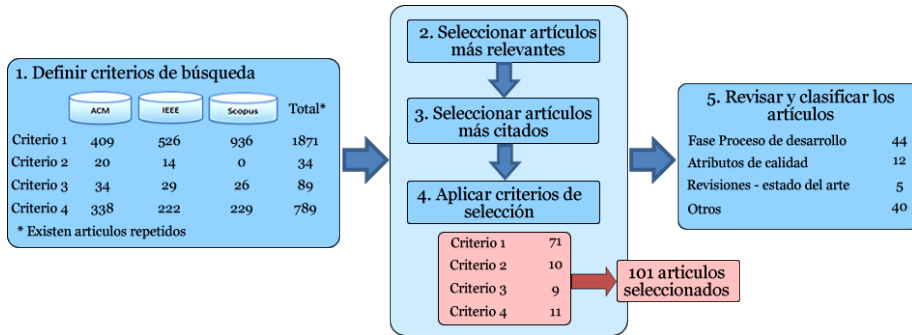 1. Definir criterios de búsqueda
ACM IEEE Scopus Total*
Criterio 1 409 526 936 1871
Criterio 2 20 14 0 34
Criterio 3 34 29 26 89
Criterio 4 338 222 229 789
* Existen articulos repetidos
2. Seleccionar artículos
más relevantes
3. Seleccionar artículos
más citados
4. Aplicar criterios de
selección
Criterio 1 71
Criterio 2 10
Criterio 3 9
Criterio 4 11
101 articulos
seleccionados
5. Revisar y clasificar los
artículos
Fase Proceso de desarrollo 44
Atributos de calidad 12
Revisiones - estado del arte 5
Otros 40